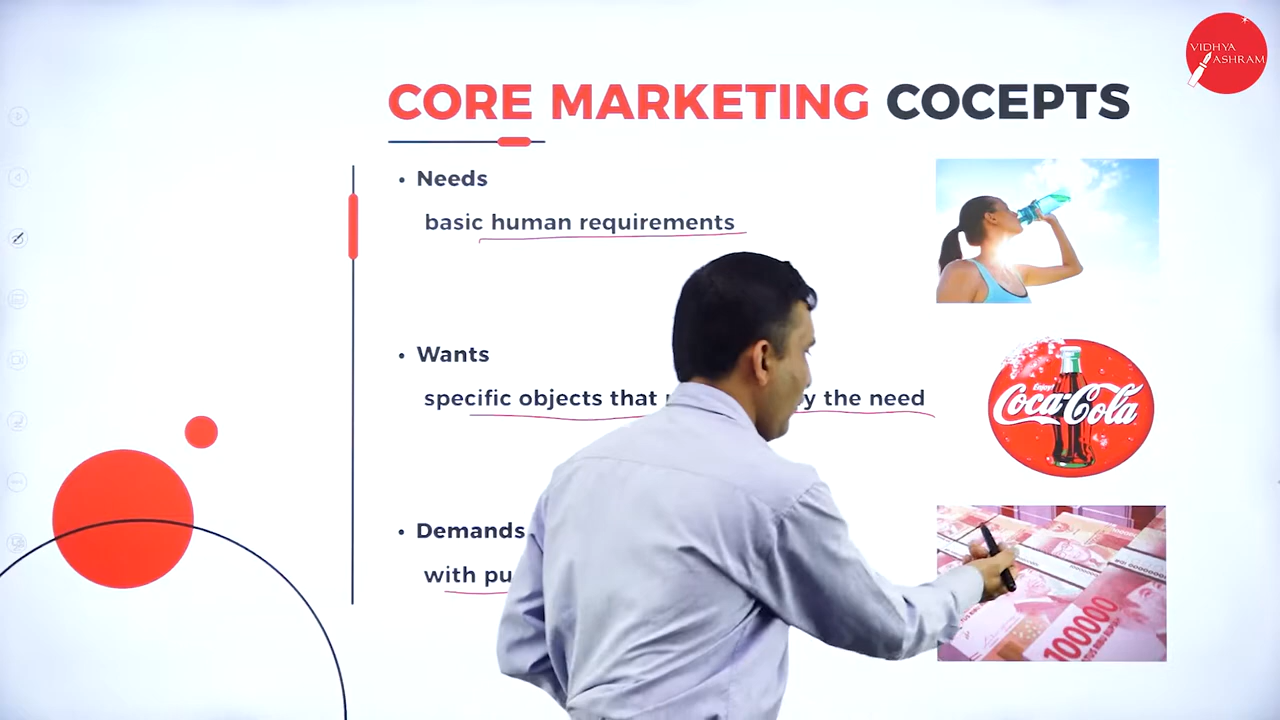 VIDHYA
ASHRAM
CORE MARKETING COCEPTS
• Needs
basic human requirements
• Wants
specific objects that y the need
Enjoy
Coca-Cola
• Demands
with pu
100000